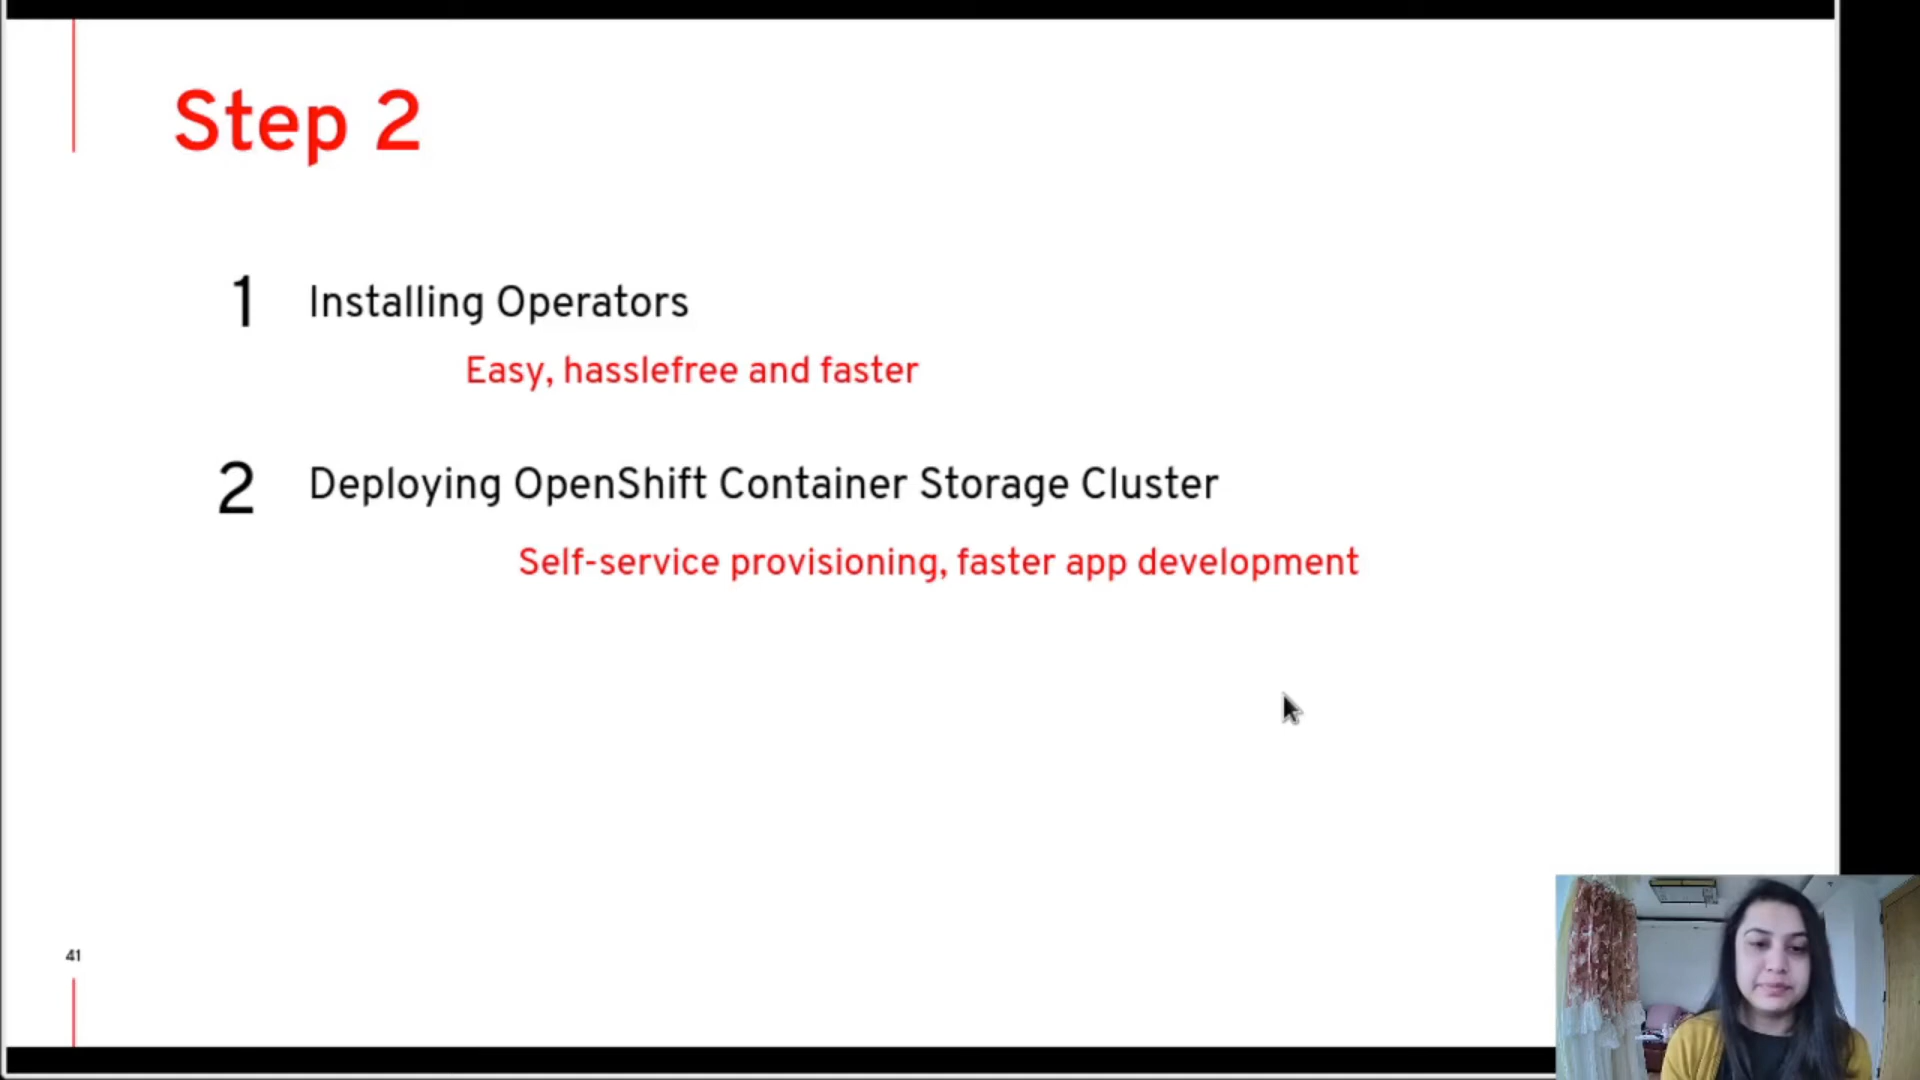 Step 2
1 Installing Operators
Easy, hasslefree and faster
2 Deploying OpenShift Container Storage Cluster
Self-service provisioning, faster app development
41